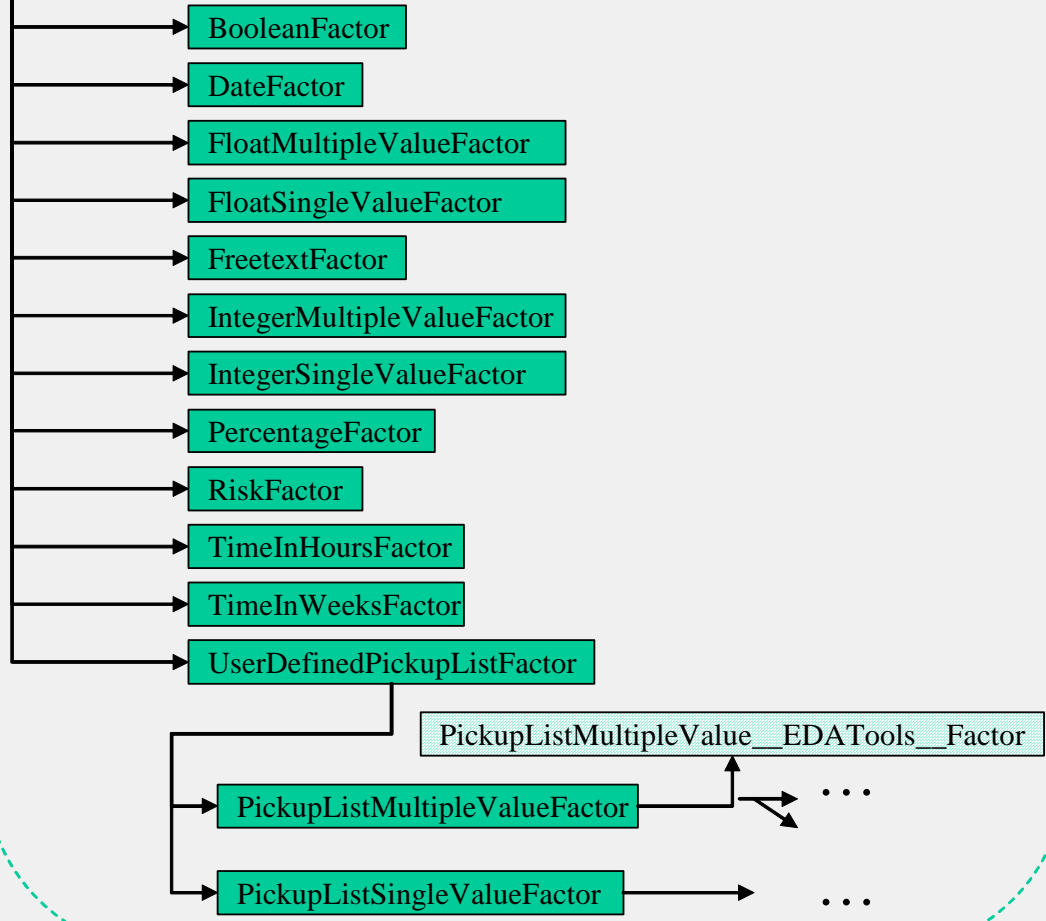 BooleanFactor
DateFactor
FloatMultipleValueFactor
FloatSingleValueFactor
FreetextFactor
IntegerMultipleValueFactor
IntegerSingleValueFactor
PercentageFactor
RiskFactor
TimeInHoursFactor
TimeInWeeksFactor
UserDefinedPickupListFactor
PickupListMultipleValue__EDATools__Factor
PickupListMultipleValueFactor
. . .
PickupListSingleValueFactor
. . .